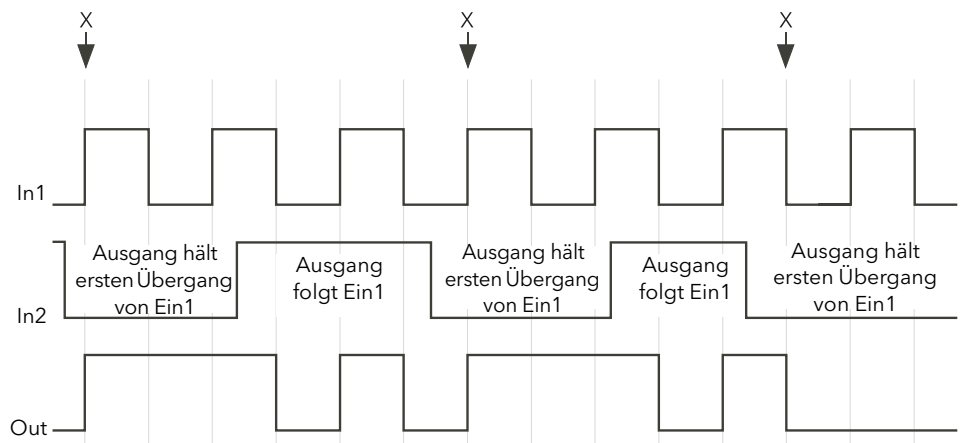 X
X
X
In1
Ausgang hält
ersten Übergang
von Ein1
Ausgang
folgt Ein1
Ausgang hält
ersten Übergang
von Ein1
Ausgang
folgt Ein1
Ausgang hält
ersten Übergang
von Ein1
In2
Out